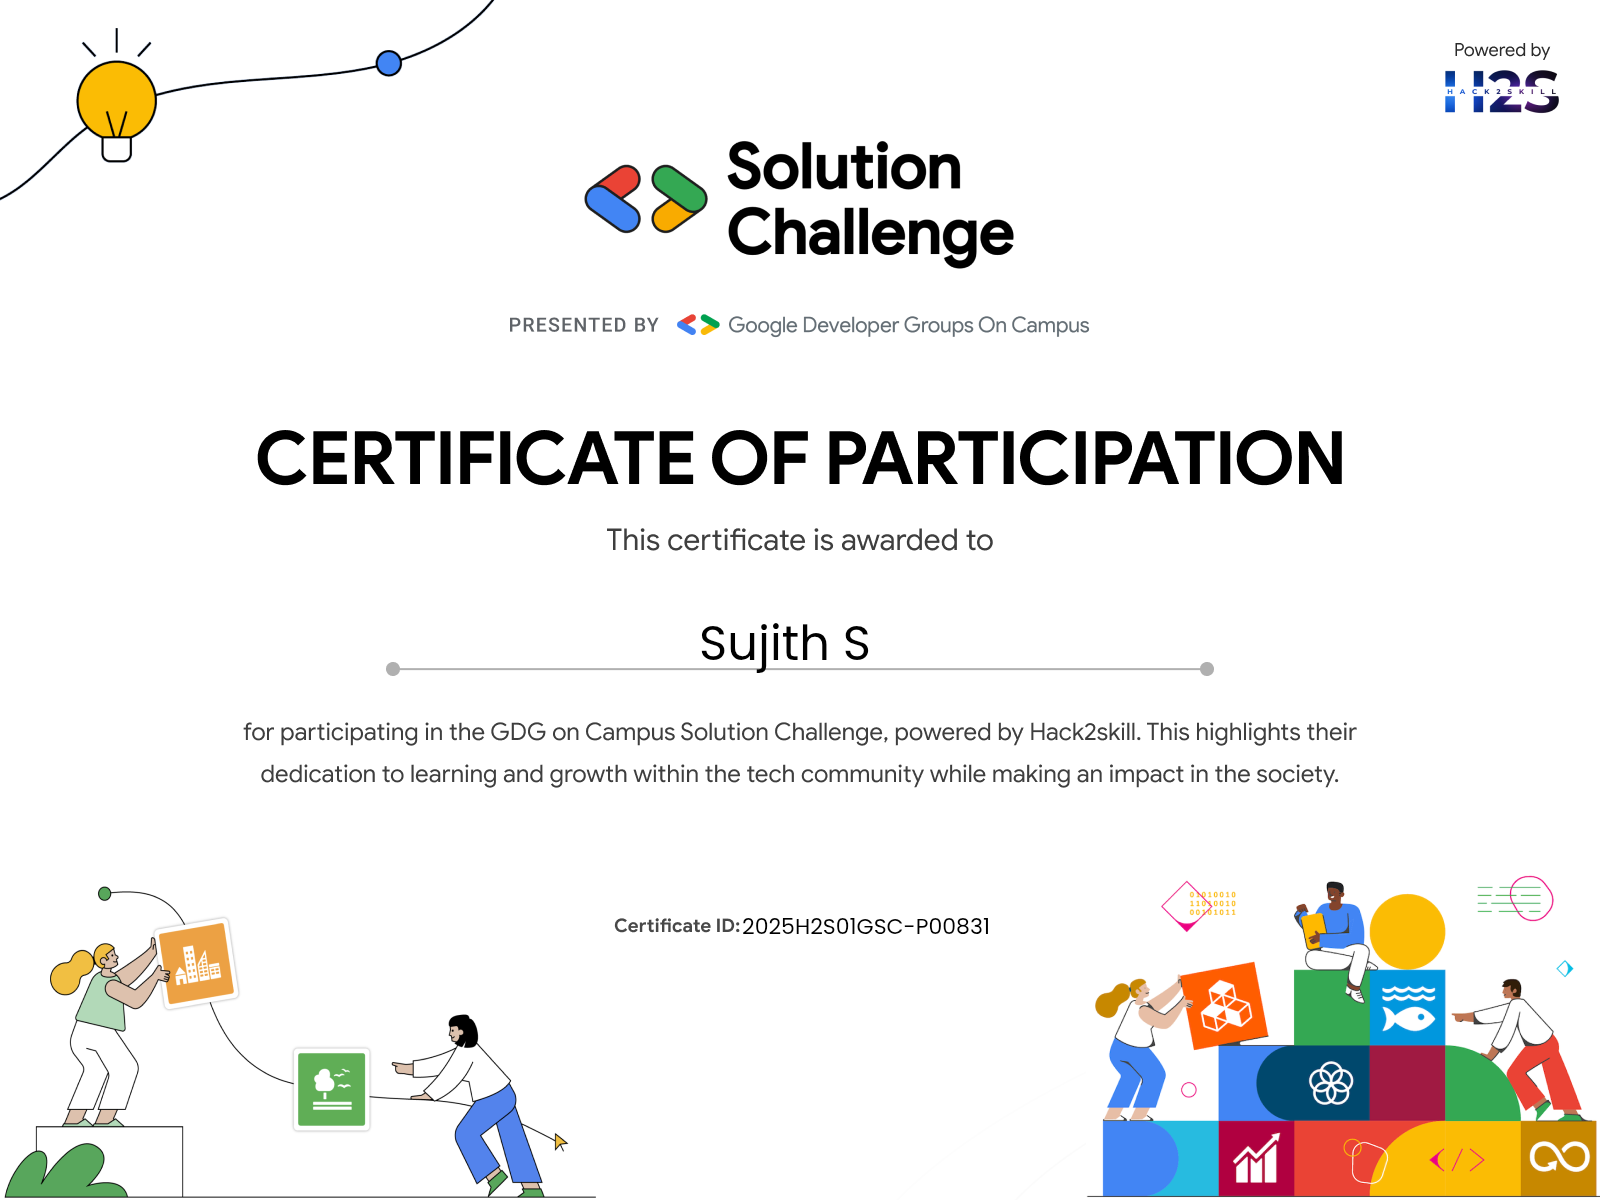 Powered by
H2S
HACK2SKILL
Solution
Challenge
PRESENTED BY Google Developer Groups On Campus
CERTIFICATE OF PARTICIPATION
This certificate is awarded to
Sujith S
for participating in the GDG on Campus Solution Challenge, powered by Hack2skill. This highlights their
dedication to learning and growth within the tech community while making an impact in the society.
Certificate ID: 2025H2S01GSC-P00831
01010010
11010010
00101011